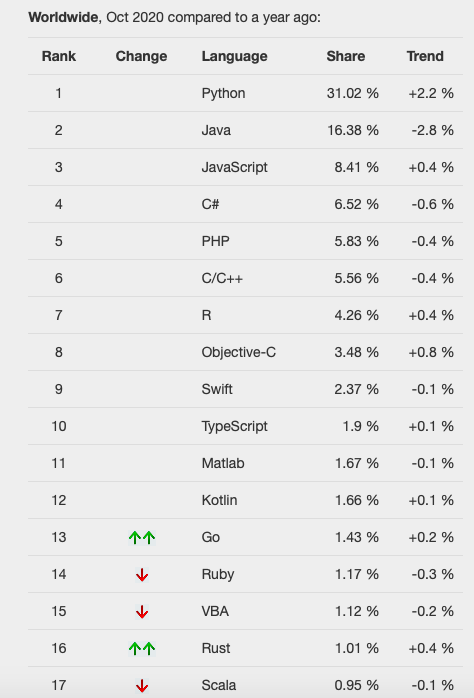 Worldwide, Oct 2020 compared to a year ago:
Rank Change Language Share Trend
1 Python 31.02 % +2.2 %
2 Java 16.38 % -2.8 %
3 JavaScript 8.41 % +0.4 %
4 C# 6.52 % -0.6 %
5 PHP 5.83 % -0.4 %
6 C/C++ 5.56 % -0.4 %
7 R 4.26 % +0.4 %
8 Objective-C 3.48 % +0.8 %
9 Swift 2.37 % -0.1 %
10 TypeScript 1.9 % +0.1 %
11 Matlab 1.67 % -0.1 %
12 Kotlin 1.66 % +0.1 %
13 ↑↑ Go 1.43 % +0.2 %
14 ↓ Ruby 1.17 % -0.3 %
15 ↓ VBA 1.12 % -0.2 %
16 ↑↑ Rust 1.01 % +0.4 %
17 ↓ Scala 0.95 % -0.1 %